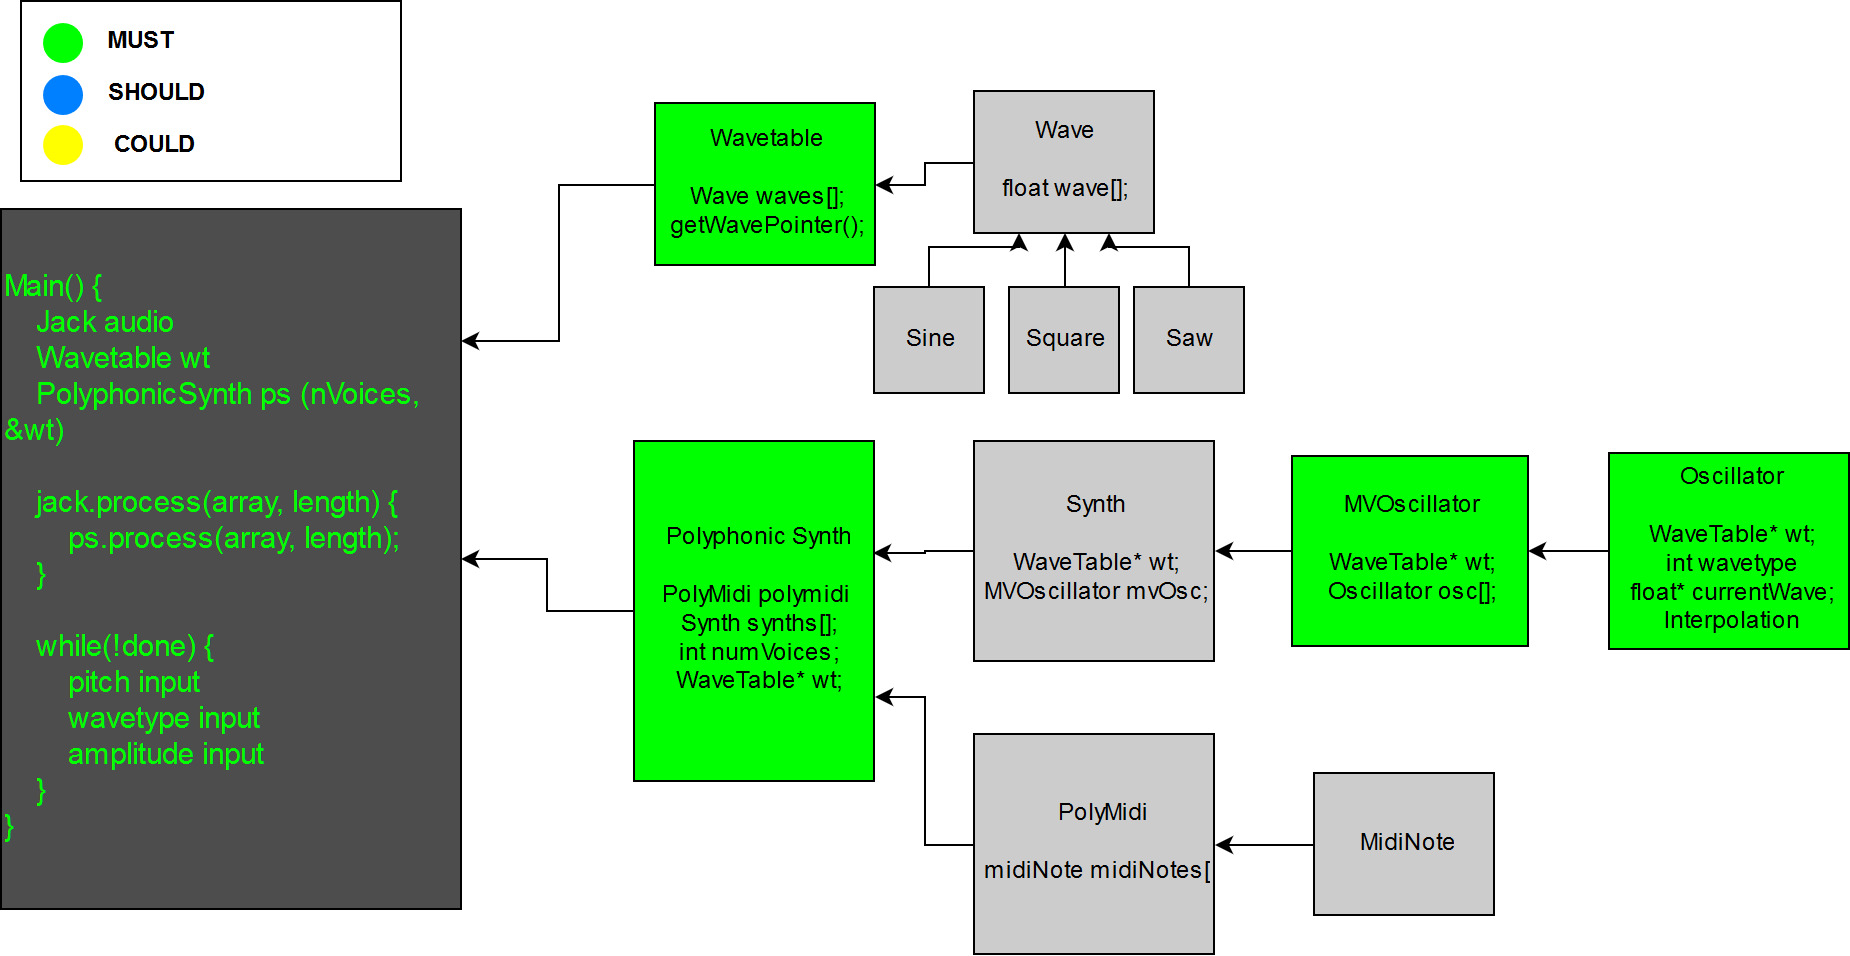 MUST
SHOULD
COULD
Main() {
Jack audio
Wavetable wt
PolyphonicSynth ps (nVoices,
&wt)
jack.process(array, length) {
ps.process(array, length);
}
while(!done) {
pitch input
wavetype input
amplitude input
}
}
Wavetable
Wave waves[];
getWavePointer();
Wave
float wave[];
Sine
Square
Saw
Polyphonic Synth
PolyMidi polymidi
Synth synths[];
int numVoices;
WaveTable* wt;
Synth
WaveTable* wt;
MVOscillator mvOsc;
MVOscillator
WaveTable* wt;
Oscillator osc[];
Oscillator
WaveTable* wt;
int wavetype
float* currentWave;
Interpolation
PolyMidi
midiNote midiNotes[
MidiNote